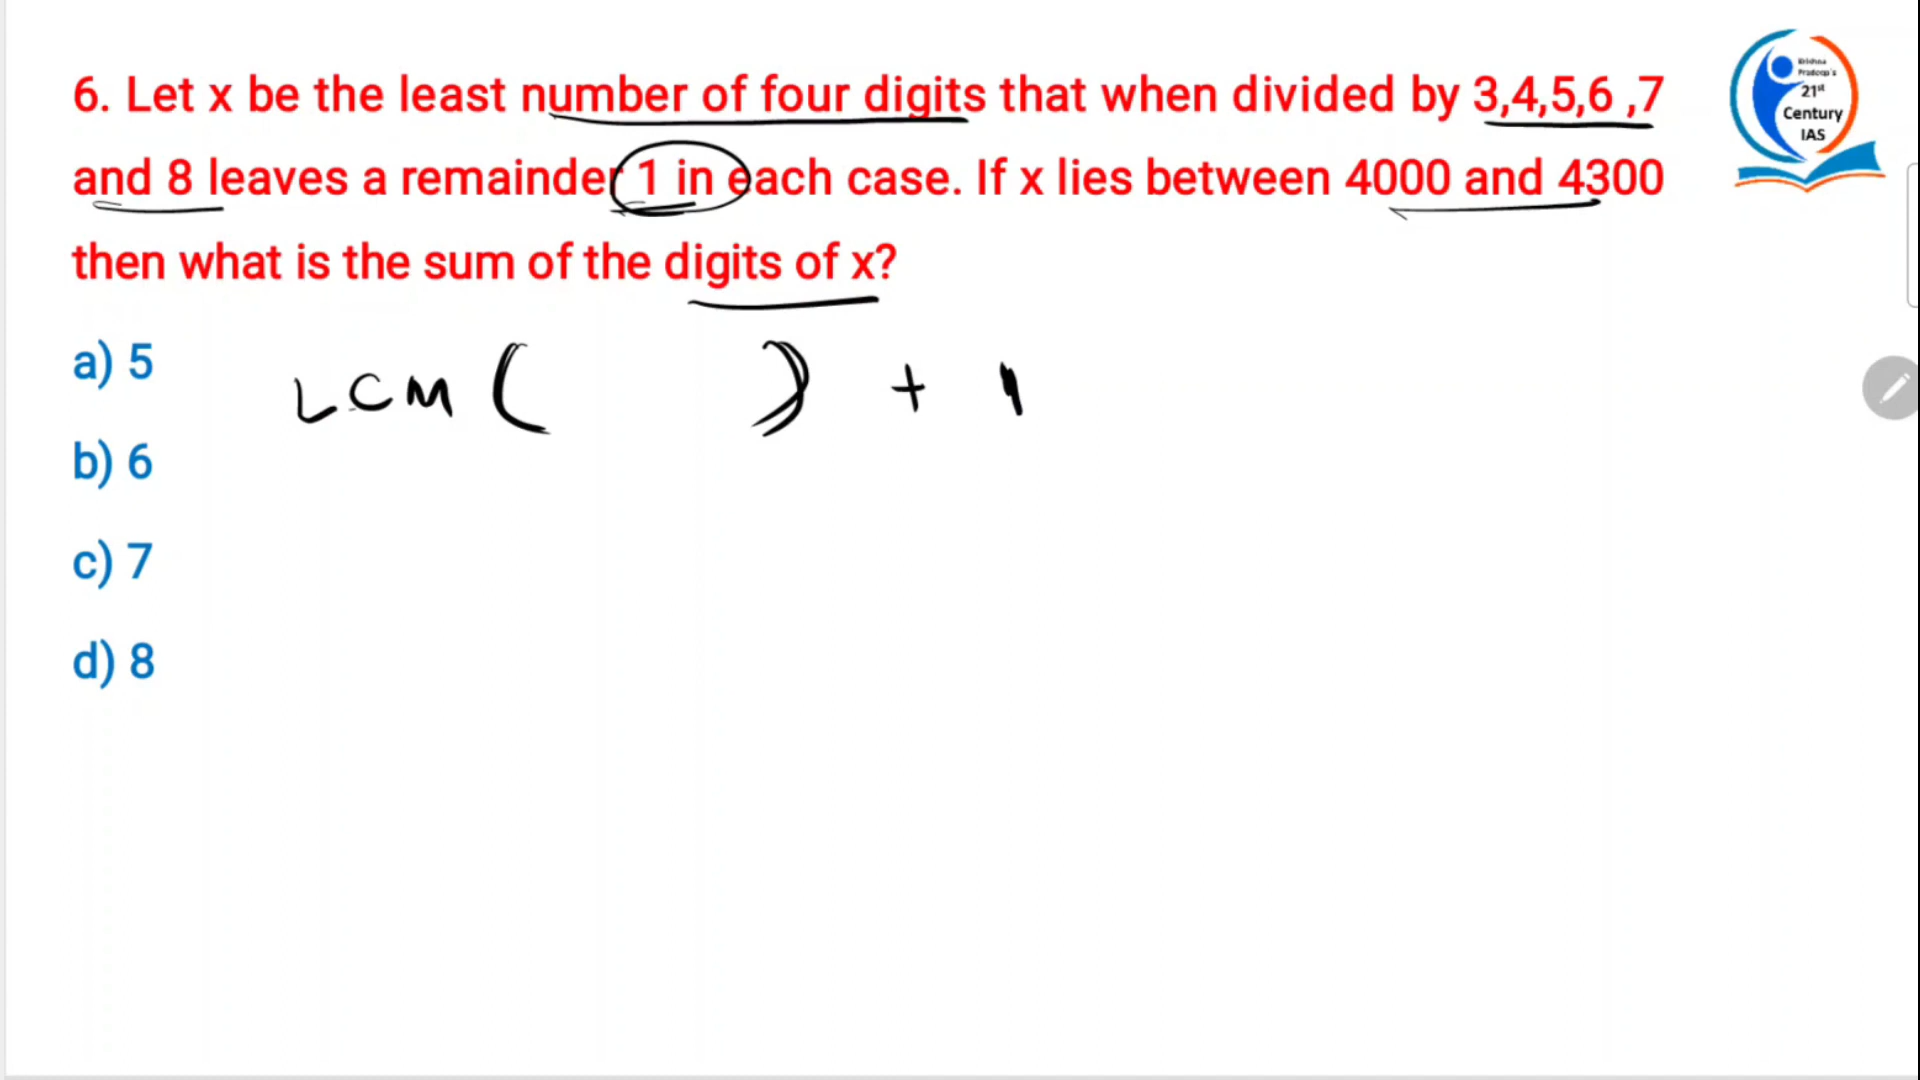 6. Let x be the least number of four digits that when divided by 3,4,5,6 ,7
and 8 leaves a remainder 1 in each case. If x lies between 4000 and 4300
then what is the sum of the digits of x?
a) 5
LCM ( ) + 1
b) 6
c) 7
d) 8
Krishna
Pradeep's
21st
Century
IAS